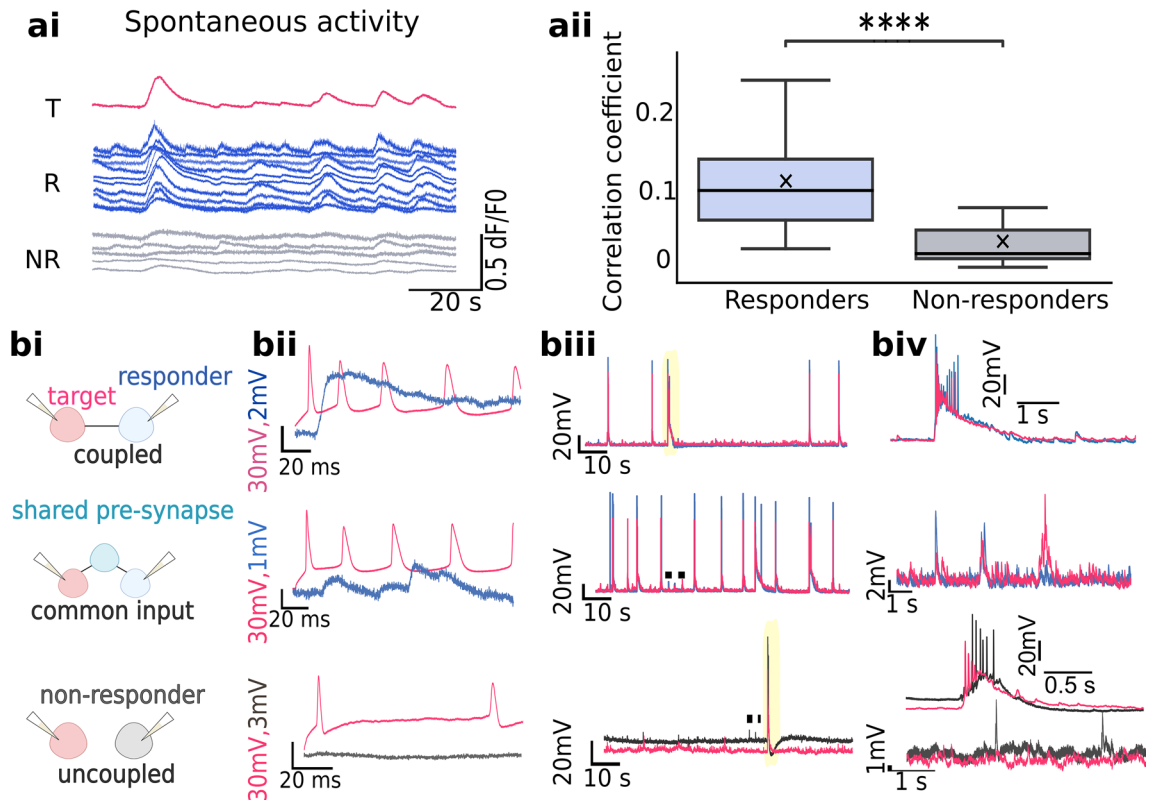 ai
Spontaneous activity
T
R
NR
0.5 dF/F0
20 s
aii
****
Correlation coefficient
0.2
0.1
0
Responders
Non-responders
bi
target
responder
coupled
shared pre-synapse
common input
non-responder
uncoupled
bii
30mV,2mV
20 ms
30mV,1mV
20 ms
30mV,3mV
20 ms
biii
20mV
10 s
20mV
10 s
20mV
10 s
biv
20mV
1 s
2mV
1 s
20mV
0.5 s
1mV
1 s